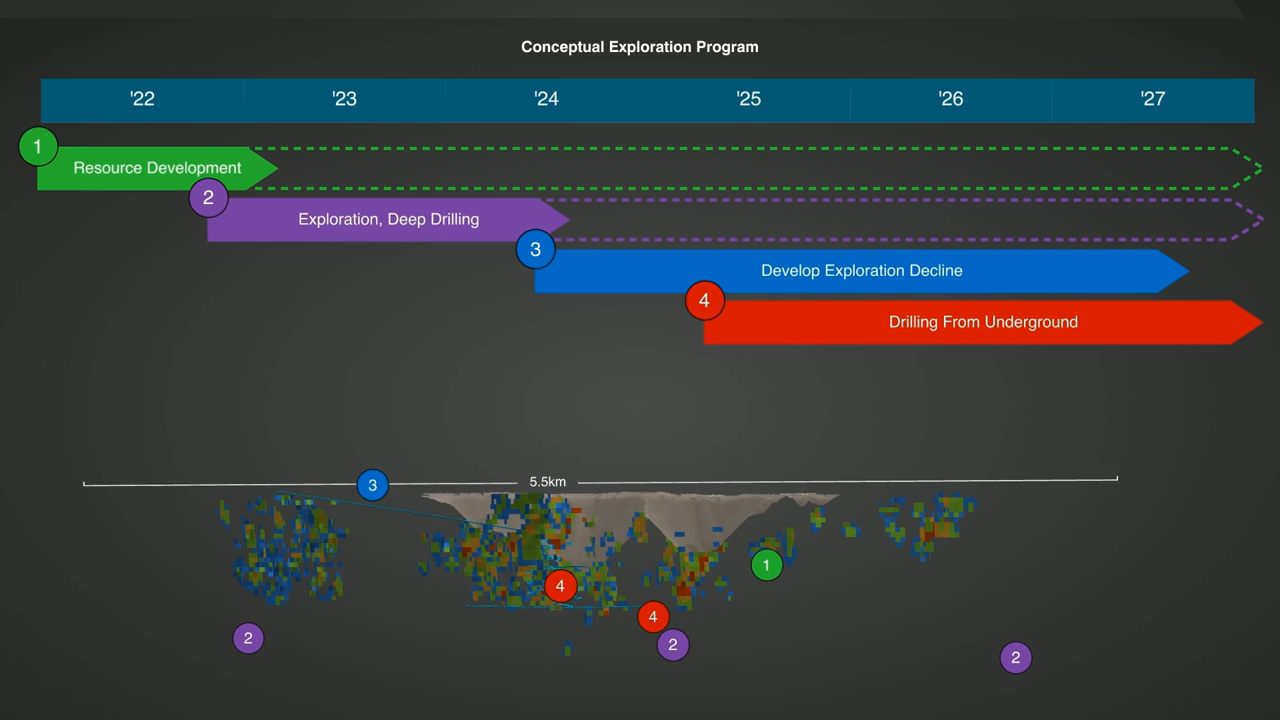 Conceptual Exploration Program
'22 '23 '24 '25 '26 '27
1
Resource Development
2
Exploration, Deep Drilling
3
Develop Exploration Decline
4
Drilling From Underground
5.5km
3
1
4
4
2
2
2